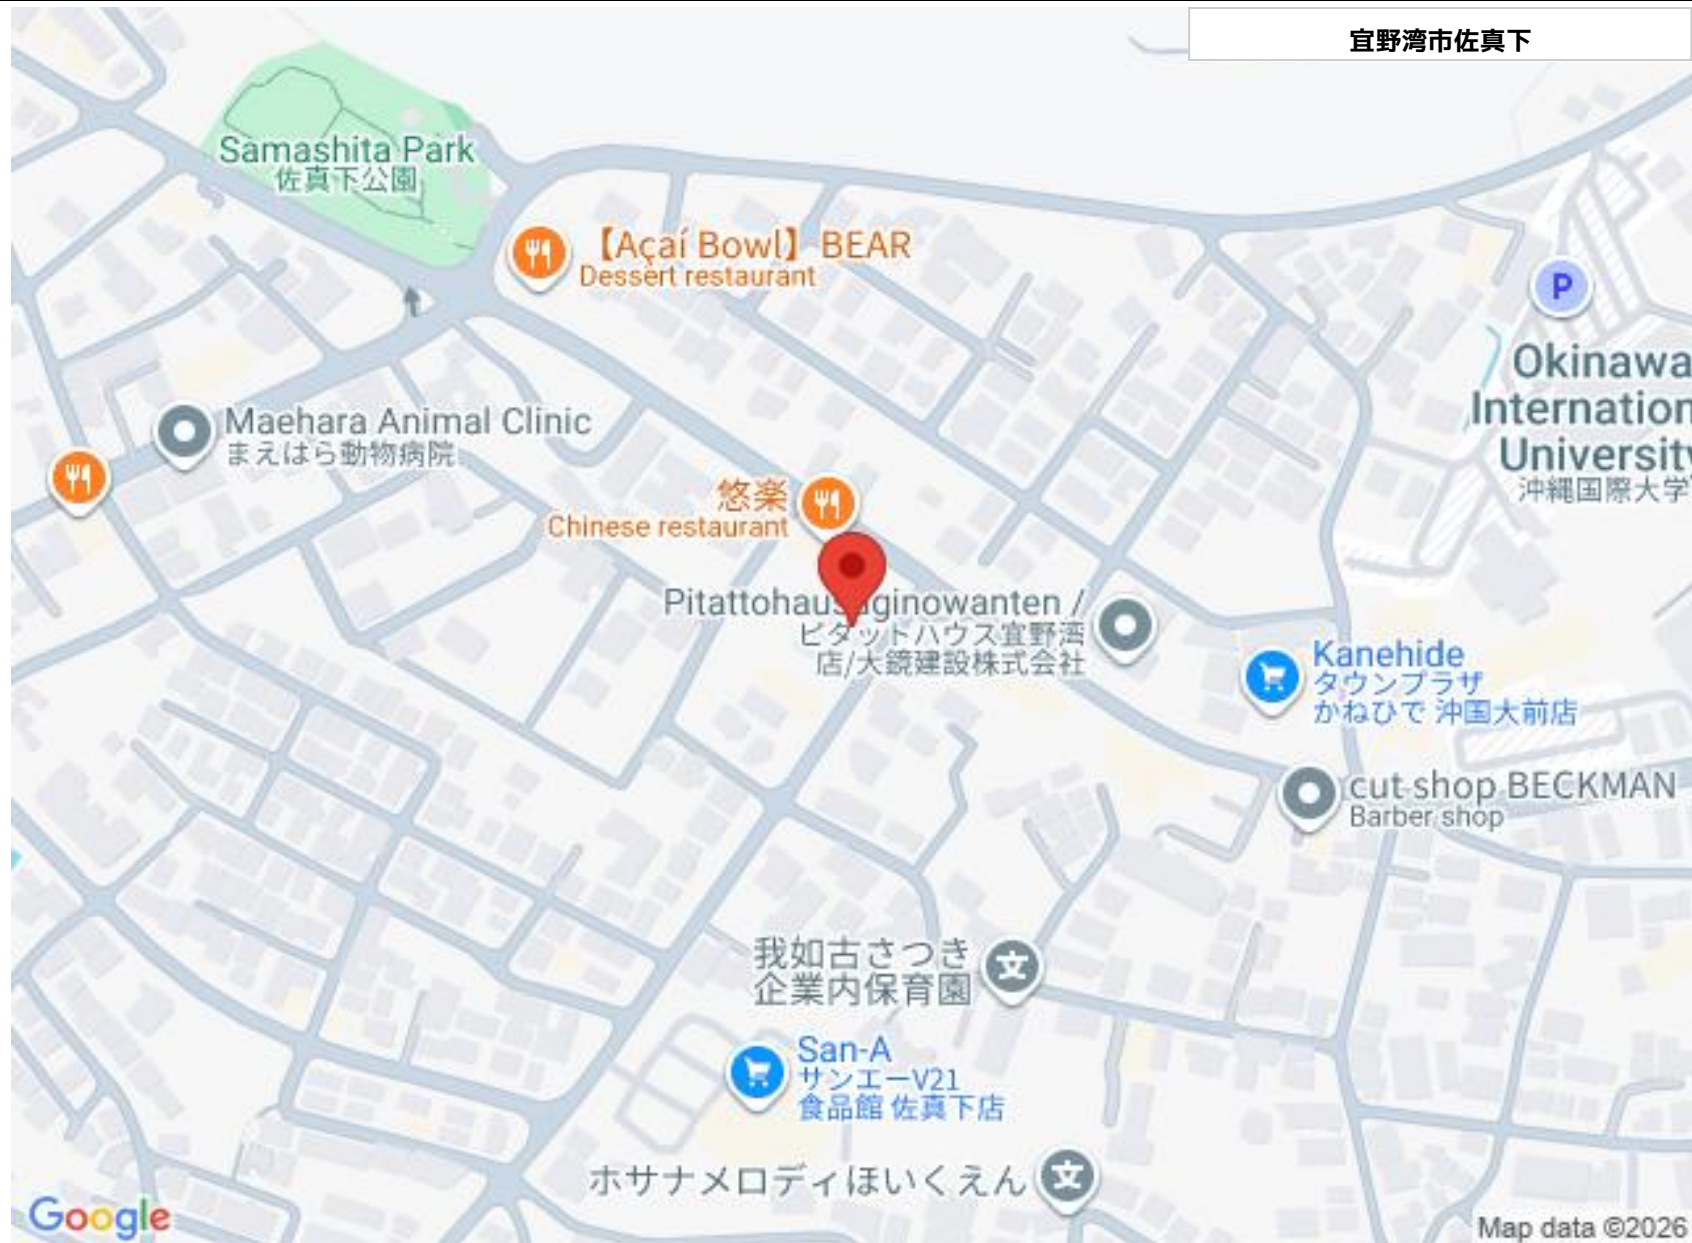 宜野湾市佐真下
Samashita Park
佐真下公園
【Açaí Bowl】BEAR
Dessert restaurant
P
Okinawa
Internation
University
沖縄国際大学
Maehara Animal Clinic
まえはら動物病院
悠楽
Chinese restaurant
Pitattohaus ginowanten /
ピタットハウス宜野湾
店/大鏡建設株式会社
Kanehide
タウンプラザ
かねひで 沖国大前店
cut shop BECKMAN
Barber shop
我如古さつき
企業内保育園
文
San-A
サンエーV21
食品館 佐真下店
ホサナメロディほいくえん
文
Google
Map data ©2026